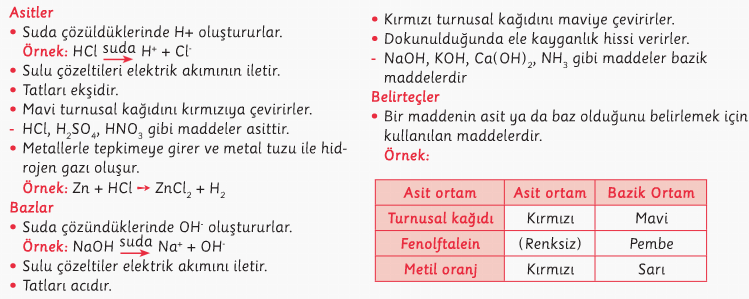 Asitler
• Suda çözüldüklerinde H+ oluştururlar.
Örnek: HCl suda→ H⁺ + Cl⁻
• Sulu çözeltileri elektrik akımının iletir.
• Tatları ekşidir.
• Mavi turnusal kağıdını kırmızıya çevirirler.
- HCl, H₂SO₄, HNO₃ gibi maddeler asittir.
• Metallerle tepkimeye girer ve metal tuzu ile hid-
rojen gazı oluşur.
Örnek: Zn + HCl → ZnCl₂ + H₂
Bazlar
• Suda çözündüklerinde OH⁻ oluştururlar.
Örnek: NaOH suda→ Na⁺ + OH⁻
• Sulu çözeltiler elektrik akımını iletir.
• Tatları acıdır.
• Kırmızı turnusal kağıdını maviye çevirirler.
• Dokunulduğunda ele kayganlık hissi verirler.
- NaOH, KOH, Ca(OH)₂, NH₃ gibi maddeler bazik
maddelerdir
Belirteçler
• Bir maddenin asit ya da baz olduğunu belirlemek için
kullanılan maddelerdir.
Örnek:
Asit ortam Asit ortam Bazik Ortam
Turnusal kağıdı Kırmızı Mavi
Fenolftalein (Renksiz) Pembe
Metil oranj Kırmızı Sarı